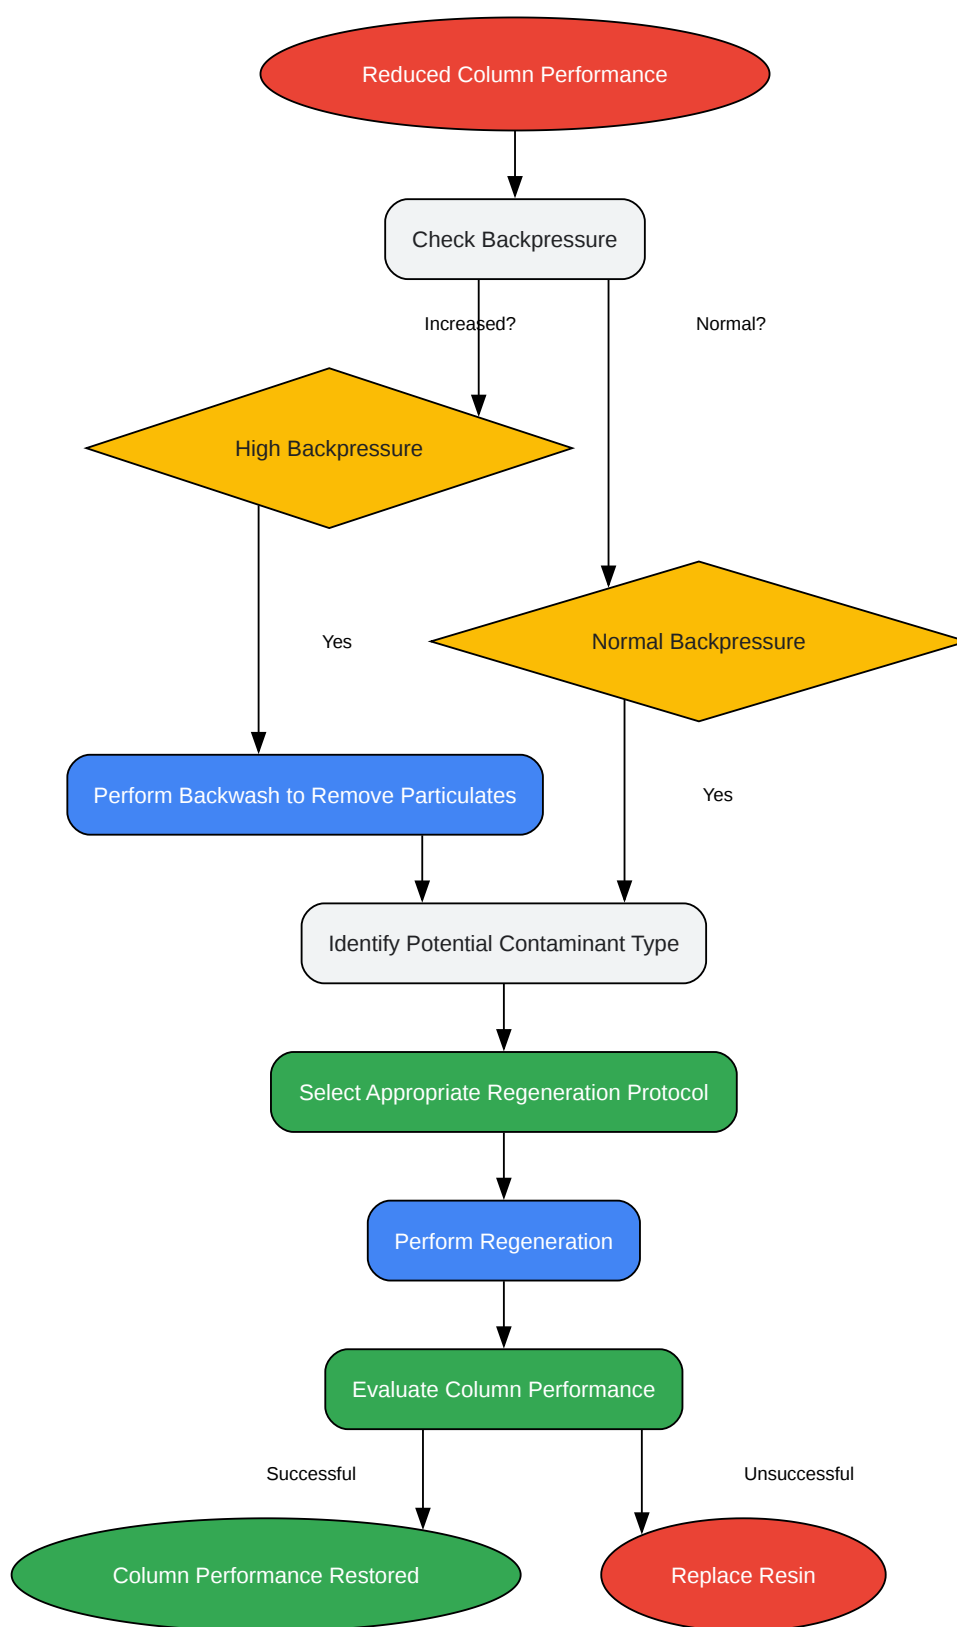 Reduced Column Performance
Check Backpressure
Increased?
Normal?
High Backpressure
Yes
Normal Backpressure
Perform Backwash to Remove Particulates
Yes
Identify Potential Contaminant Type
Select Appropriate Regeneration Protocol
Perform Regeneration
Evaluate Column Performance
Successful
Unsuccessful
Column Performance Restored
Replace Resin